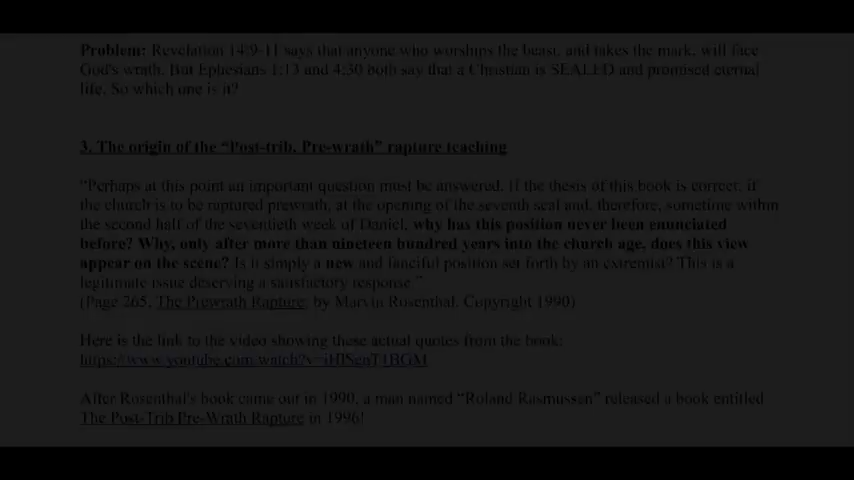 Problem: Revelation 14:9-11 says that anyone who worships the beast, and takes the mark, will face
God's wrath. But Ephesians 1:13 and 4:30 both say that a Christian is SEALED and promised eternal
life. So which one is it?
3. The origin of the "Post-trib, Pre-wrath" rapture teaching
"Perhaps at this point an important question must be answered. If the thesis of this book is correct, if
the church is to be raptured prewrath, at the opening of the seventh seal and, therefore, sometime within
the second half of the seventieth week of Daniel, why has this position never been enunciated
before? Why, only after more than nineteen hundred years into the church age, does this view
appear on the scene? Is it simply a new and fanciful position set forth by an extremist? This is a
legitimate issue deserving a satisfactory response."
(Page 265, The Prewrath Rapture, by Marvin Rosenthal, Copyright 1990)
Here is the link to the video showing these actual quotes from the book:
After Rosenthal's book came out in 1990, a man named "Roland Rasmussen" released a book entitled
The Post-Trib Pre-Wrath Rapture in 1996!